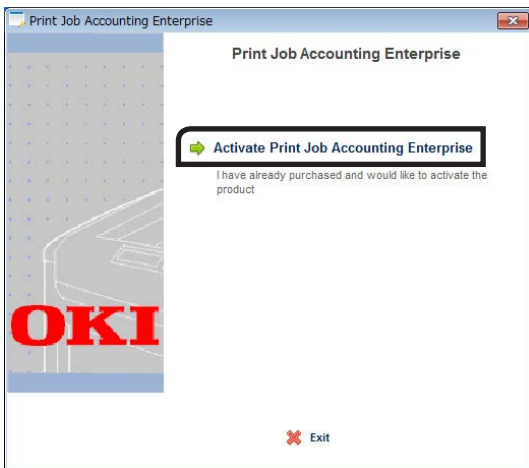 Print Job Accounting Enterprise
Print Job Accounting Enterprise
Activate Print Job Accounting Enterprise
I have already purchased and would like to activate the
product
OKI
Exit